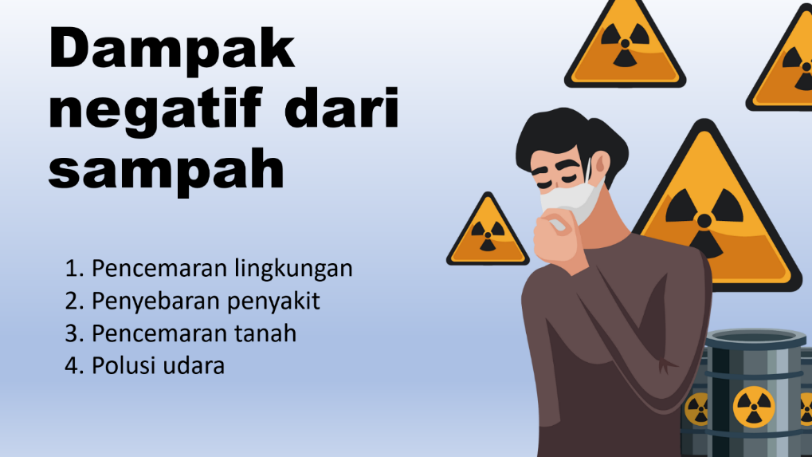 Dampak
negatif dari
sampah
1. Pencemaran lingkungan
2. Penyebaran penyakit
3. Pencemaran tanah
4. Polusi udara